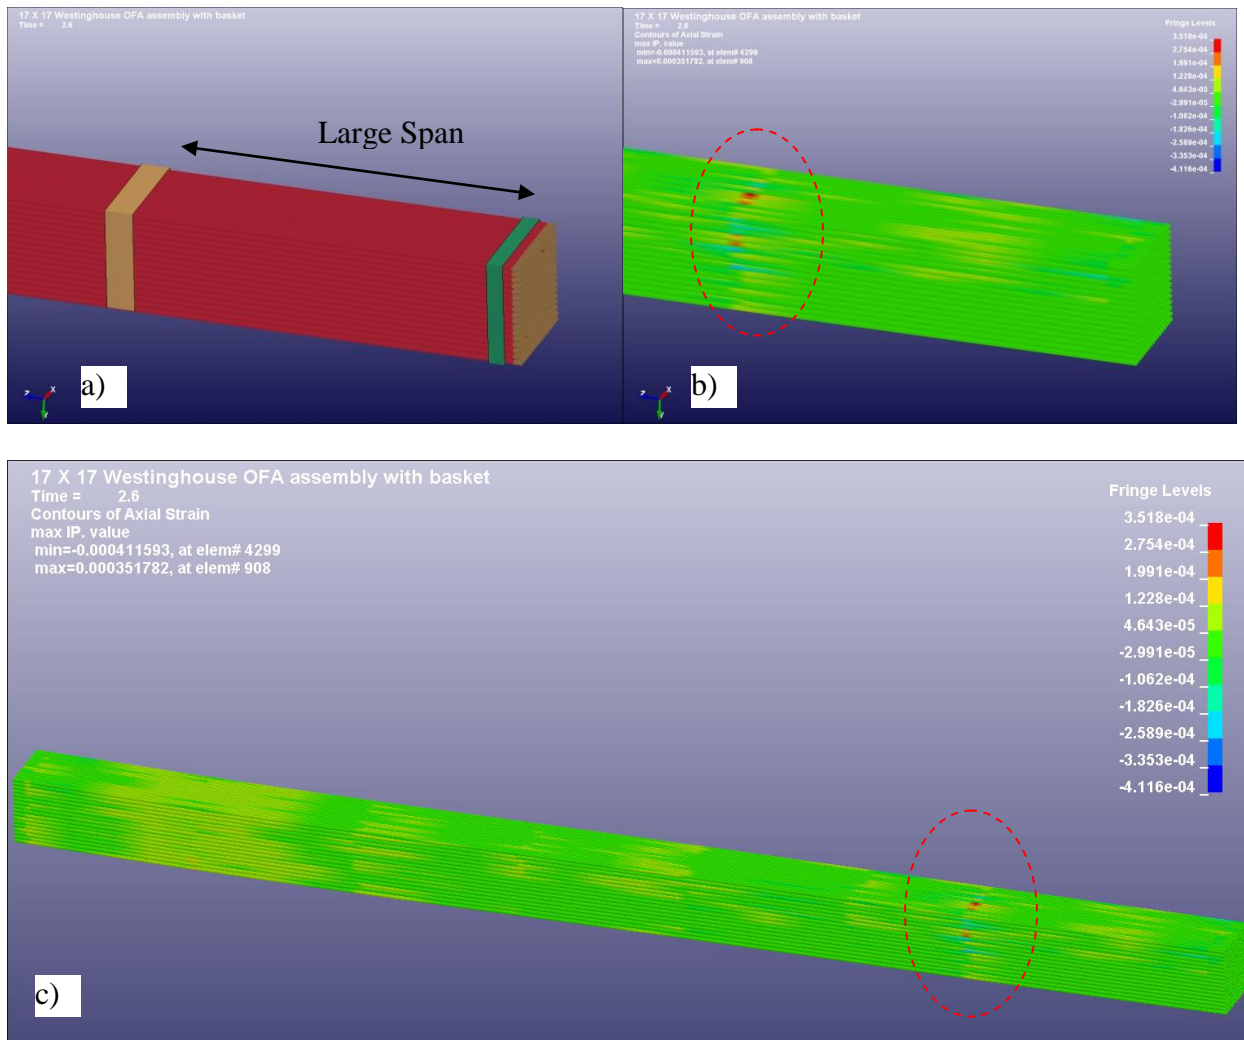 17 X 17 Westinghouse OFA assembly with basket
Time = 2.6
Large Span
a)
Z
X
Y
17 X 17 Westinghouse OFA assembly with basket
Time = 2.6
Contours of Axial Strain
max IP. value
min=-0.000411593, at elem# 4299
max=0.000351782, at elem# 908
Fringe Levels
3.518e-04
2.754e-04
1.991e-04
1.228e-04
4.643e-05
-2.991e-05
-1.062e-04
-1.826e-04
-2.589e-04
-3.353e-04
-4.116e-04
b)
Z
X
Y
17 X 17 Westinghouse OFA assembly with basket
Time = 2.6
Contours of Axial Strain
max IP. value
min=-0.000411593, at elem# 4299
max=0.000351782, at elem# 908
Fringe Levels
3.518e-04
2.754e-04
1.991e-04
1.228e-04
4.643e-05
-2.991e-05
-1.062e-04
-1.826e-04
-2.589e-04
-3.353e-04
-4.116e-04
c)